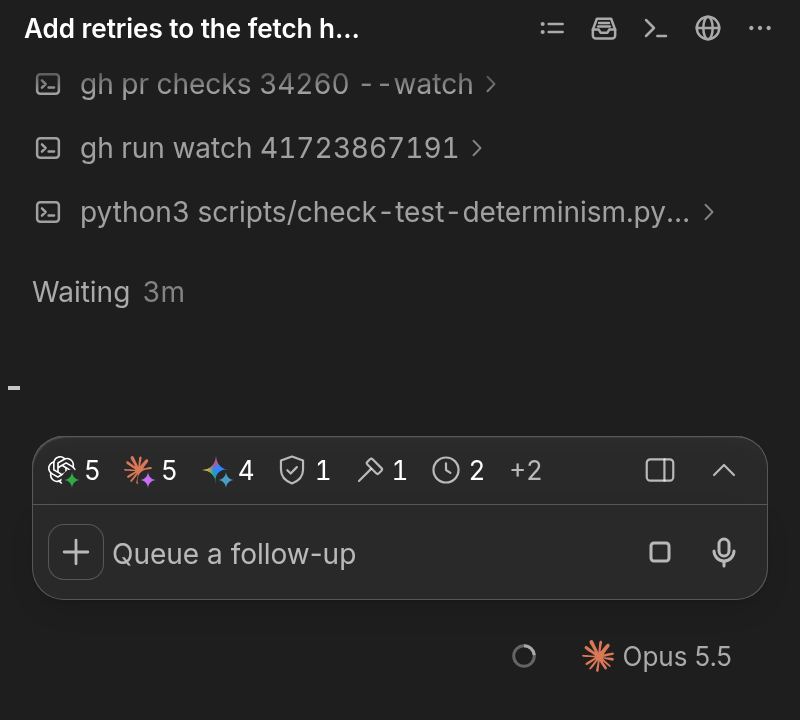 Add retries to the fetch h...
gh pr checks 34260 --watch
gh run watch 41723867191
python3 scripts/check-test-determinism.py...
Waiting 3m
5 5 4 1 1 2 +2
Queue a follow-up
Opus 5.5